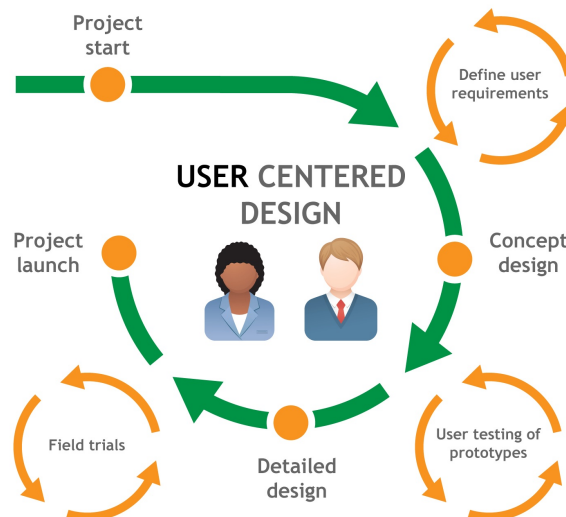 Project
start
Define user
requirements
USER CENTERED
DESIGN
Project
launch
Concept
design
Field trials
Detailed
design
User testing of
prototypes